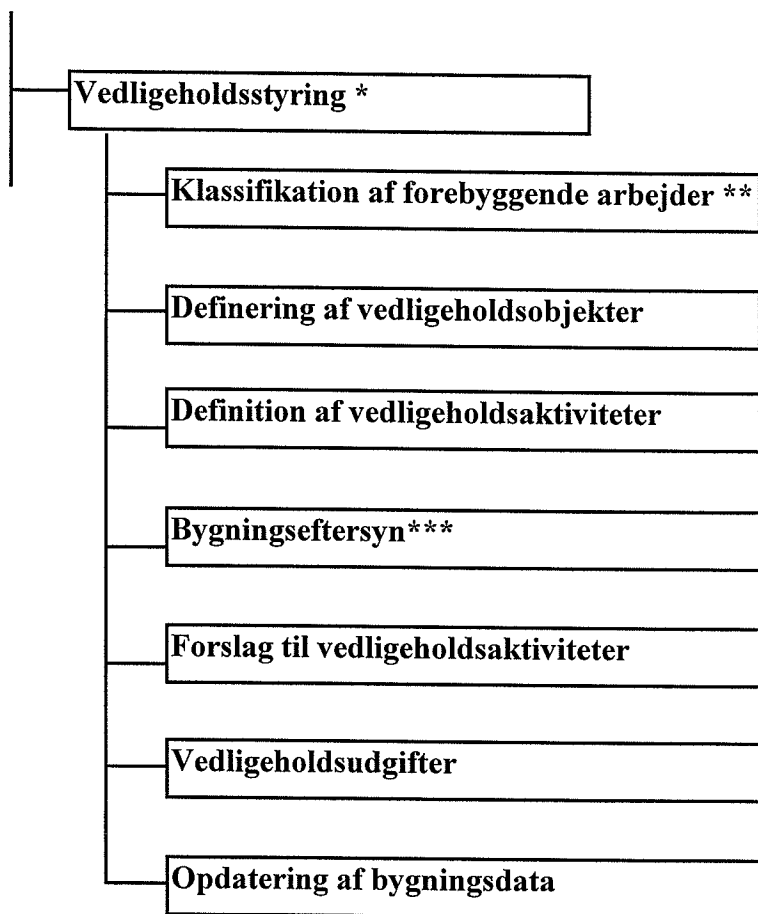 Vedligeholdsstyring *
Klassifikation af forebyggende arbejder **
Definering af vedligeholdsobjekter
Definition af vedligeholdsaktiviteter
Bygningseftersyn***
Forslag til vedligeholdsaktiviteter
Vedligeholdsudgifter
Opdatering af bygningsdata